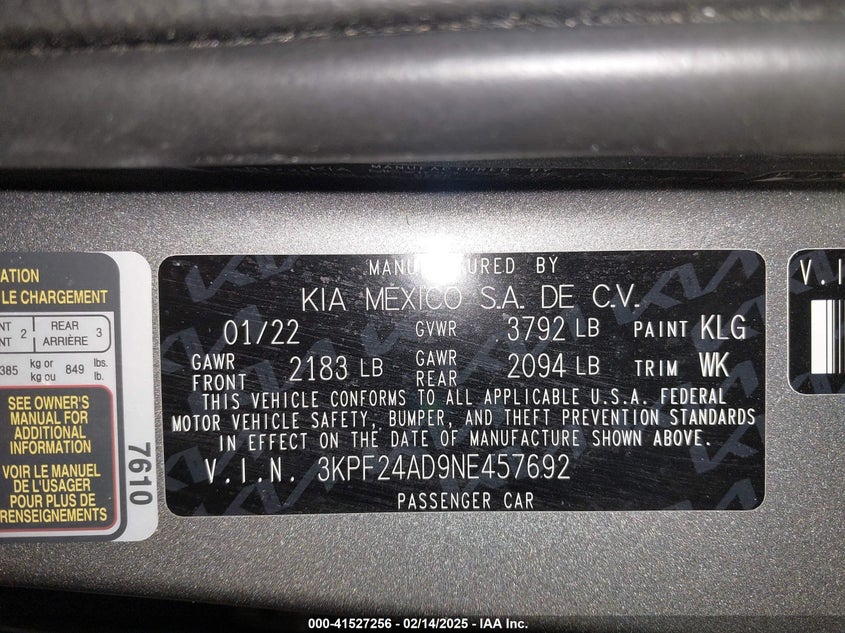 MANUFACTURED BY
KIA MEXICO S.A. DE C.V.
01/22 GVWR 3792 LB PAINT KLG
GAWR FRONT 2183 LB GAWR REAR 2094 LB TRIM WK
THIS VEHICLE CONFORMS TO ALL APPLICABLE U.S.A. FEDERAL
MOTOR VEHICLE SAFETY, BUMPER, AND THEFT PREVENTION STANDARDS
IN EFFECT ON THE DATE OF MANUFACTURE SHOWN ABOVE.
V.I.N. 3KPF24AD9NE457692
PASSENGER CAR
ATION
LE CHARGEMENT
NT 2 REAR 3
NT ARRIÈRE
385 kg or kg ou 849 lbs. lb.
SEE OWNER'S
MANUAL FOR
ADDITIONAL
INFORMATION
VOIR LE MANUEL
DE L'USAGER
POUR PLUS DE
RENSEIGNEMENTS
7610
V.I
000-41527256 - 02/14/2025 - IAA Inc.